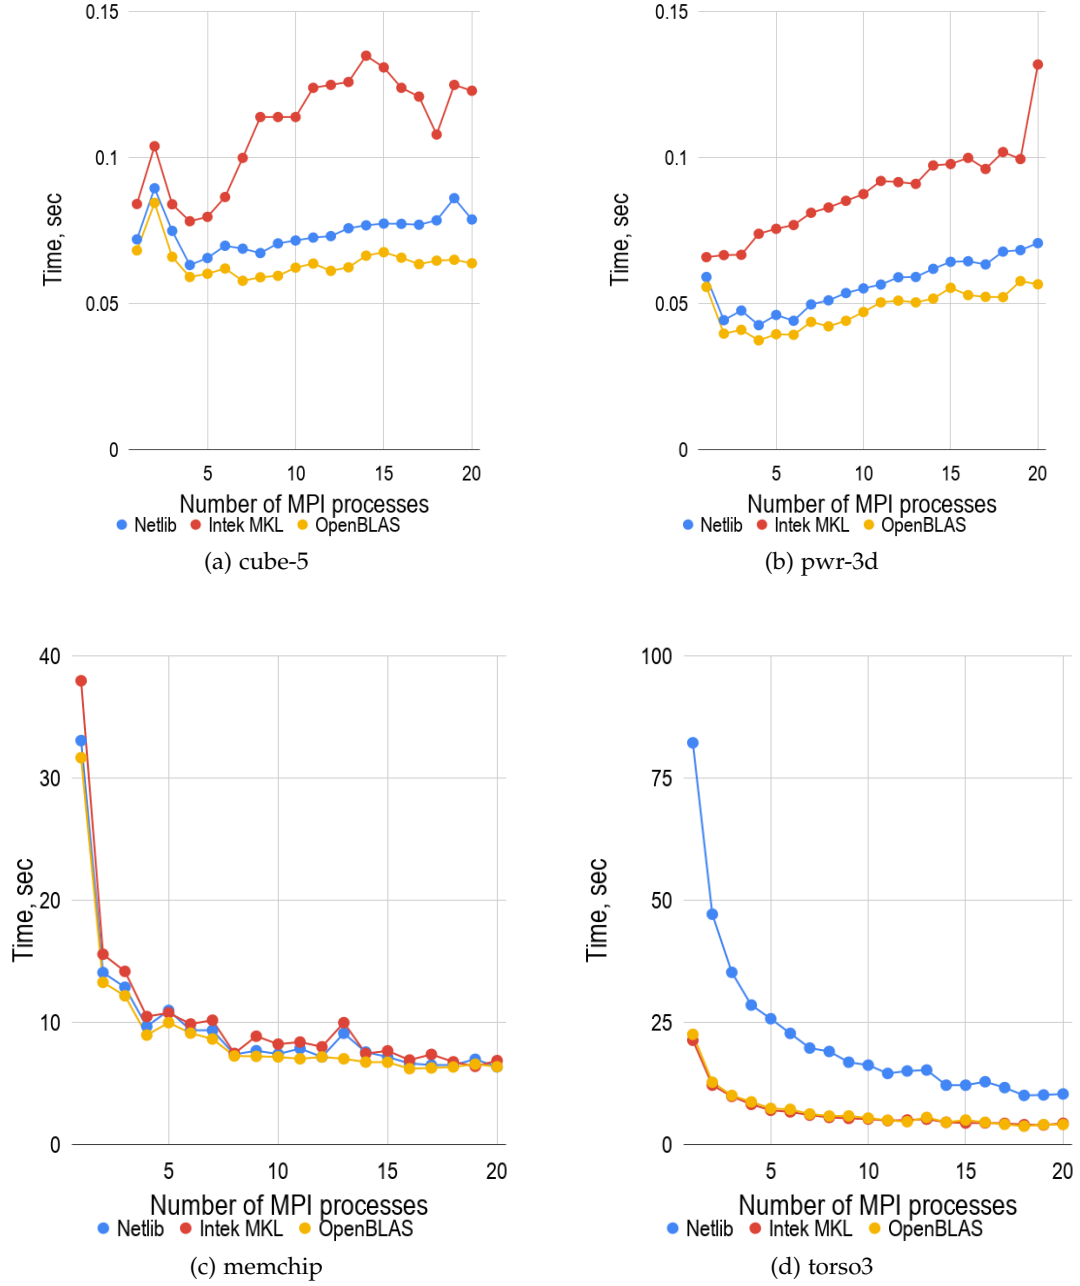 0.15
0.1
0.05
0
Time, sec
5 10 15 20
Number of MPI processes
Netlib Intek MKL OpenBLAS
(a) cube-5
0.15
0.1
0.05
0
Time, sec
5 10 15 20
Number of MPI processes
Netlib Intek MKL OpenBLAS
(b) pwr-3d
40
30
20
10
0
Time, sec
5 10 15 20
Number of MPI processes
Netlib Intek MKL OpenBLAS
(c) memchip
100
75
50
25
0
Time, sec
5 10 15 20
Number of MPI processes
Netlib Intek MKL OpenBLAS
(d) torso3